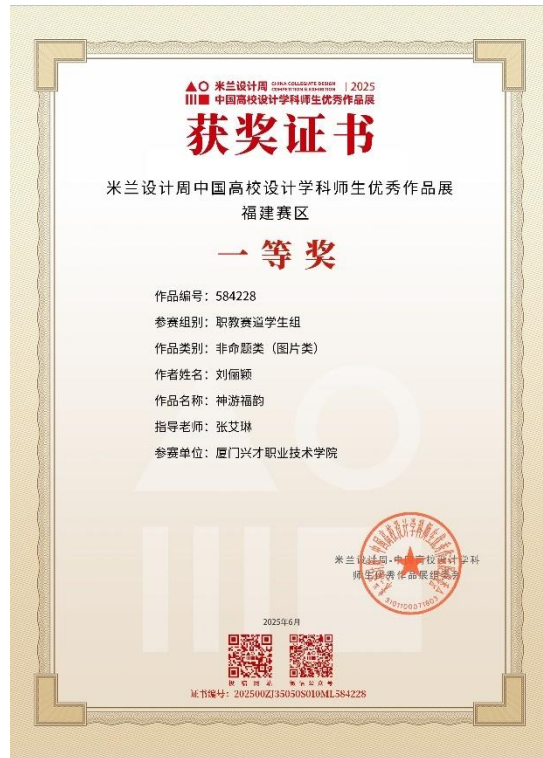 米兰设计周 CHINA COLLEGIATE DESIGN COMPETITION & EXHIBITION | 2025
中国高校设计学科师生优秀作品展
获奖证书
米兰设计周中国高校设计学科师生优秀作品展
福建赛区
一等奖
作品编号：584228
参赛组别：职教赛道学生组
作品类别：非命题类（图片类）
作者姓名：刘俪颖
作品名称：神游福韵
指导老师：张艾琳
参赛单位：厦门兴才职业技术学院
米兰设计周-中国高校设计学科
师生优秀作品展组委会
2025年6月
微信公众号
证书编号：202500ZJ35050S010ML584228